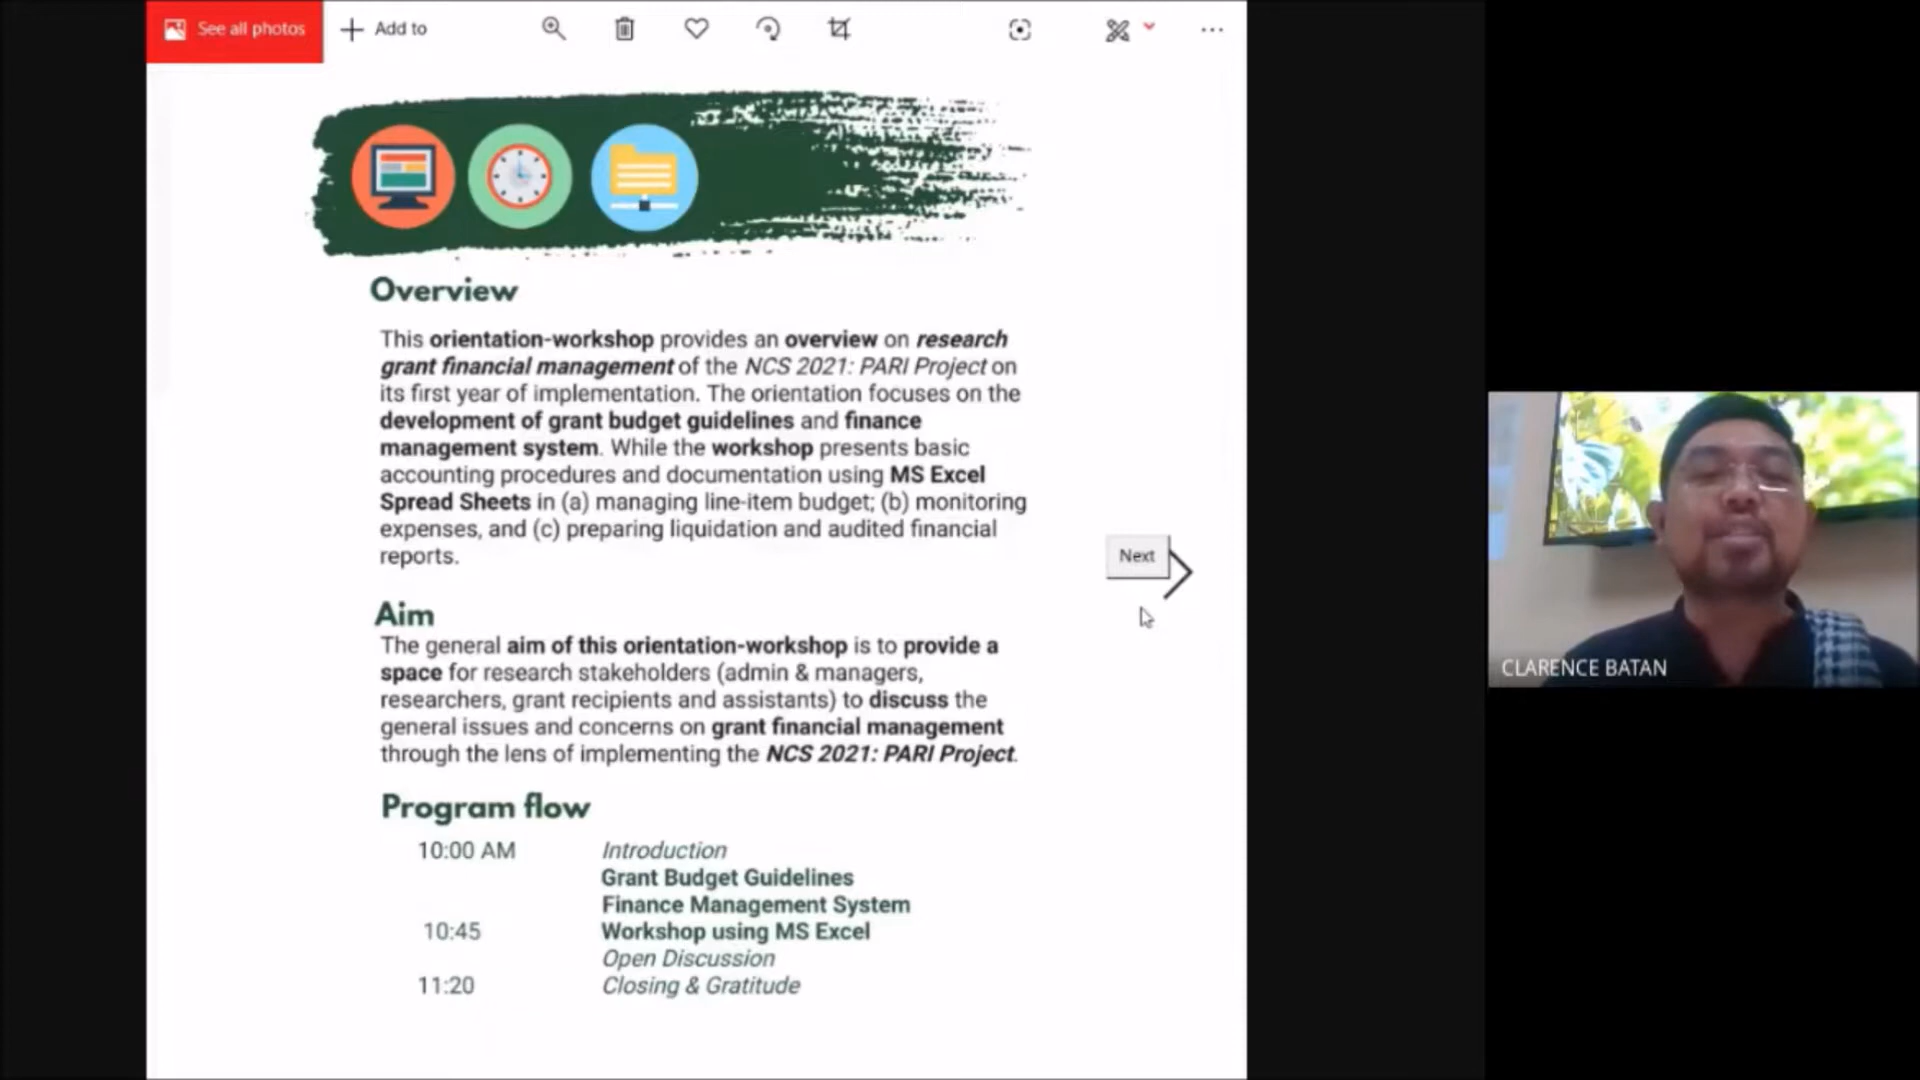 See all photos
Add to
Overview
This orientation-workshop provides an overview on research
grant financial management of the NCS 2021: PARI Project on
its first year of implementation. The orientation focuses on the
development of grant budget guidelines and finance
management system. While the workshop presents basic
accounting procedures and documentation using MS Excel
Spread Sheets in (a) managing line-item budget; (b) monitoring
expenses, and (c) preparing liquidation and audited financial
reports.
Next
Aim
The general aim of this orientation-workshop is to provide a
space for research stakeholders (admin & managers,
researchers, grant recipients and assistants) to discuss the
general issues and concerns on grant financial management
through the lens of implementing the NCS 2021: PARI Project.
CLARENCE BATAN
Program flow
10:00 AM Introduction
Grant Budget Guidelines
Finance Management System
10:45 Workshop using MS Excel
Open Discussion
11:20 Closing & Gratitude